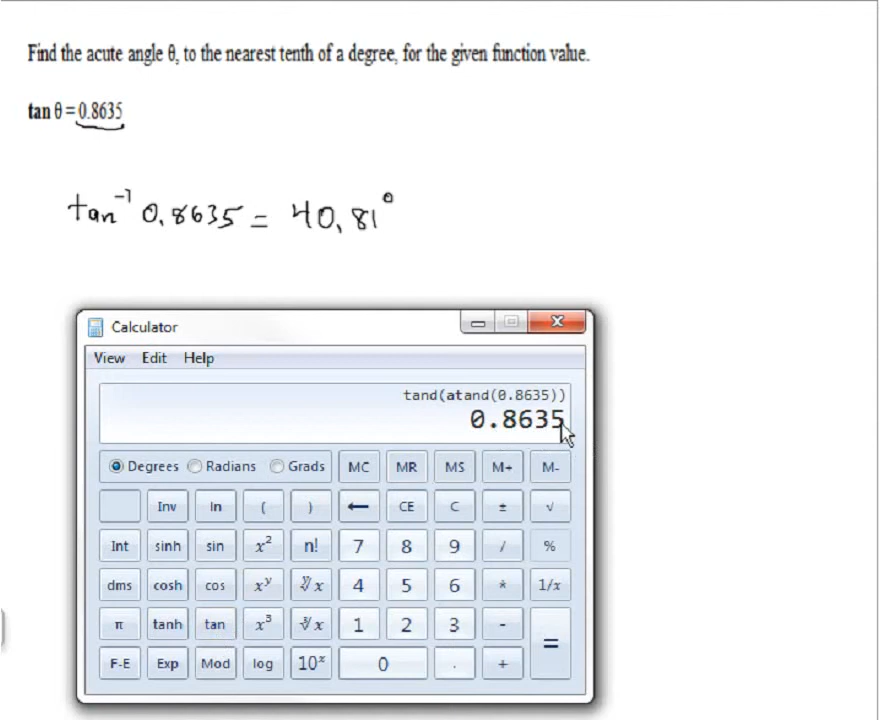 Find the acute angle θ, to the nearest tenth of a degree, for the given function value.
tan θ = 0.8635
tan⁻¹ 0.8635 = 40.81°
Calculator
View Edit Help
tand(atand(0.8635))
0.8635
Degrees Radians Grads MC MR MS M+ M-
Inv ln ( ) ← CE C ± √
Int sinh sin x² n! 7 8 9 / %
dms cosh cos xʸ ʸ√x 4 5 6 * 1/x
π tanh tan x³ ³√x 1 2 3 - =
F-E Exp Mod log 10ˣ 0 . +